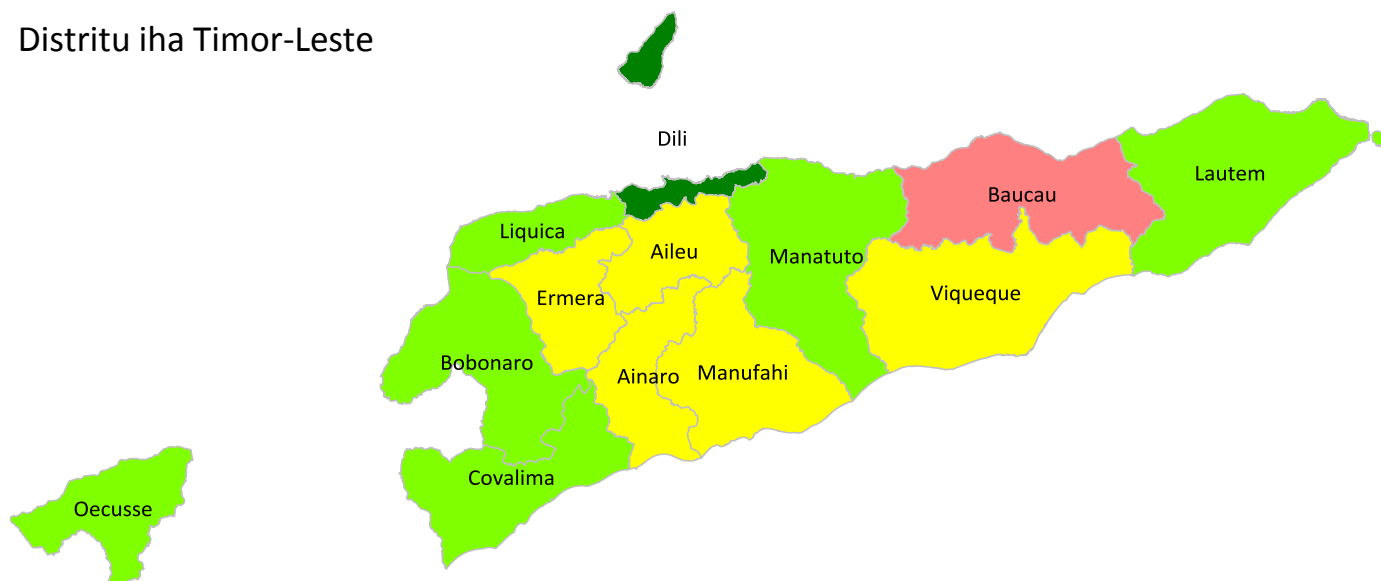 Distritu iha Timor-Leste
Dili
Baucau
Lautem
Liquica
Aileu
Manatuto
Ermera
Viqueque
Bobonaro
Ainaro
Manufahi
Covalima
Oecusse